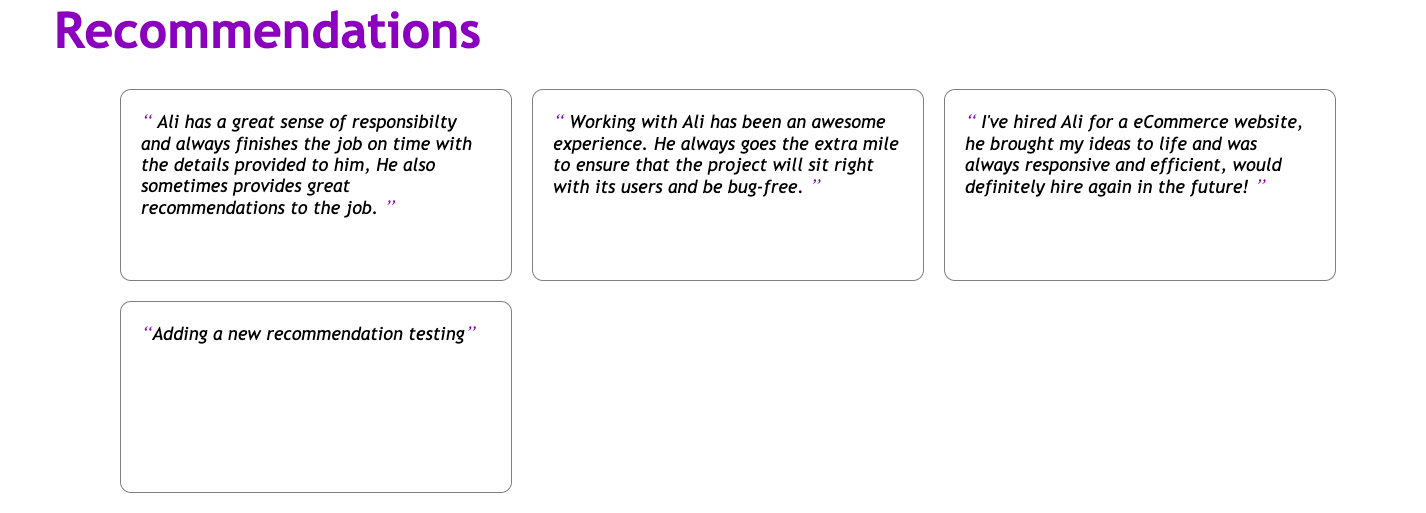 Recommendations
“ Ali has a great sense of responsibilty
and always finishes the job on time with
the details provided to him, He also
sometimes provides great
recommendations to the job. ”
“ Working with Ali has been an awesome
experience. He always goes the extra mile
to ensure that the project will sit right
with its users and be bug-free. ”
“ I've hired Ali for a eCommerce website,
he brought my ideas to life and was
always responsive and efficient, would
definitely hire again in the future! ”
“Adding a new recommendation testing”